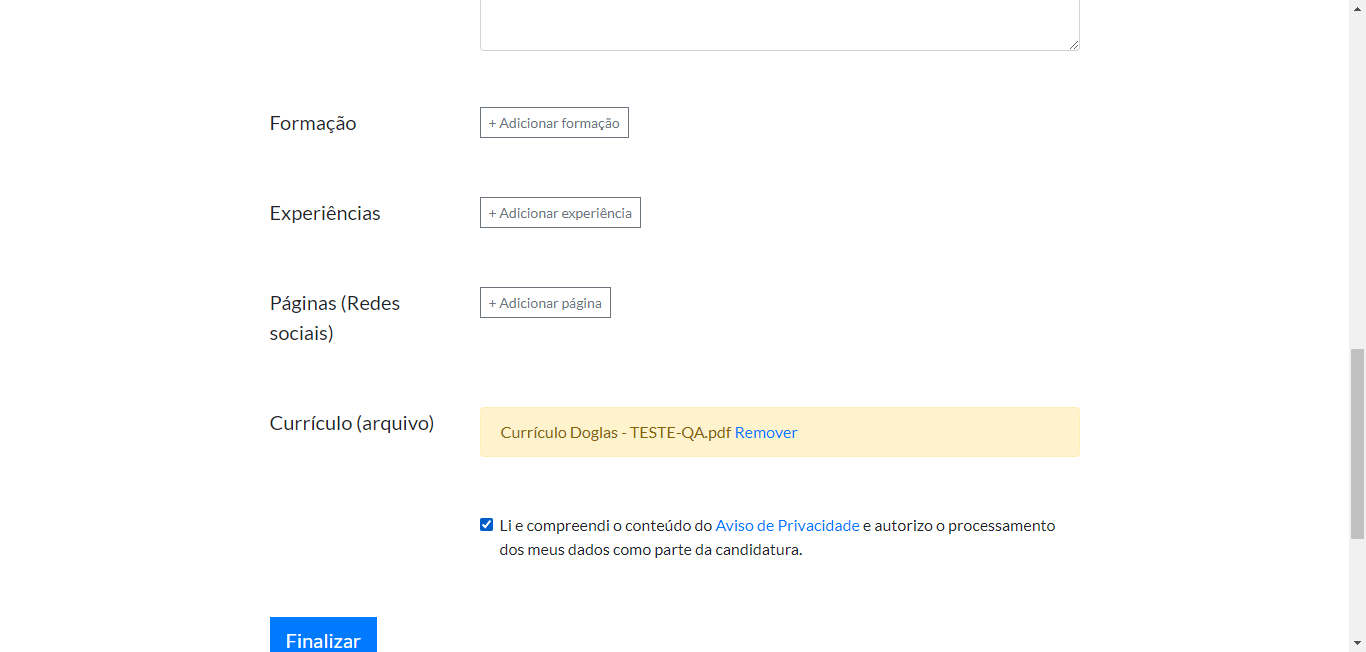 Formação
+ Adicionar formação
Experiências
+ Adicionar experiência
Páginas (Redes
sociais)
+ Adicionar página
Currículo (arquivo)
Currículo Doglas - TESTE-QA.pdf Remover
Li e compreendi o conteúdo do Aviso de Privacidade e autorizo o processamento
dos meus dados como parte da candidatura.
Finalizar